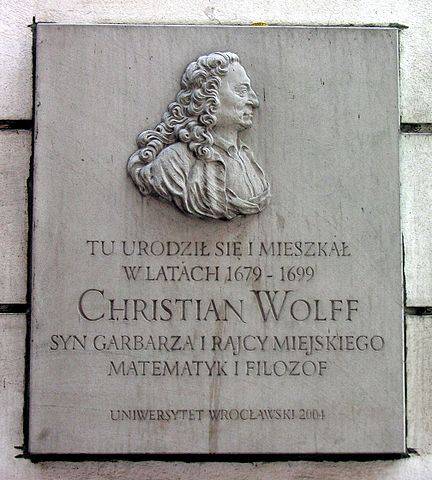 TU URODZIŁ SIĘ I MIESZKAŁ
W LATACH 1679 - 1699
CHRISTIAN WOLFF
SYN GARBARZA I RAJCY MIEJSKIEGO
MATEMATYK I FILOZOF
UNIWERSYTET WROCŁAWSKI 2004